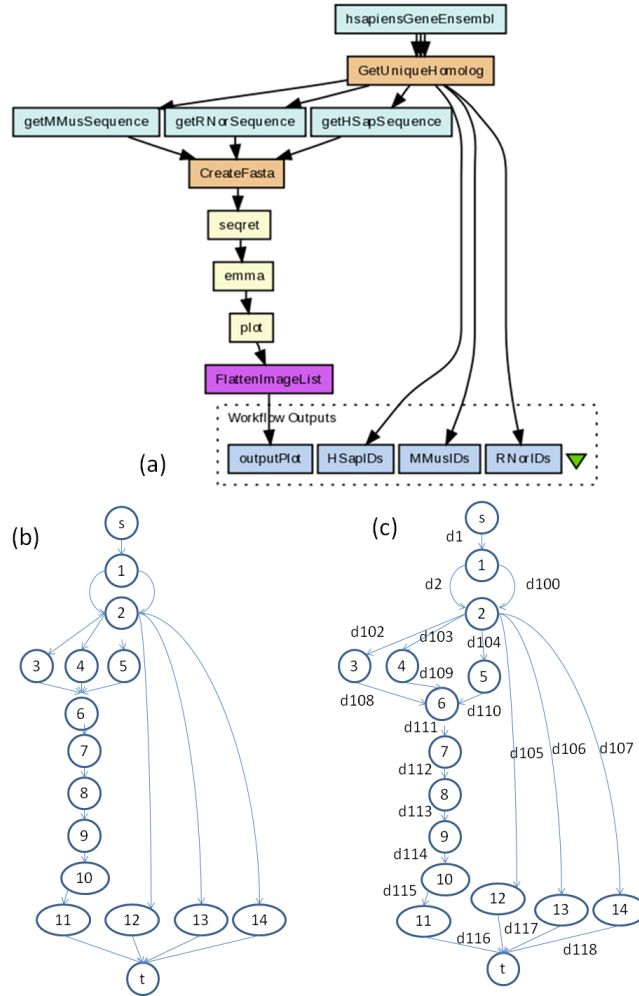 hsapiensGeneEnsembl
GetUniqueHomolog
getMMusSequence getRNorSequence getHSapSequence
CreateFasta
seqret
emma
plot
FlattenImageList
Workflow Outputs
outputPlot HSapIDs MMusIDs RNorIDs
(a)
(b)
s
1
2
3 4 5
6
7
8
9
10
11 12 13 14
t
(c)
s
d1
1
d2 d100
2
d102 d103 d104
3 4 5
d109
d108 6 d110
d111
7
d105 d106 d107
d112
8
d113
9
d114
10
d115
11 12 13 14
d116 d117
d118
t